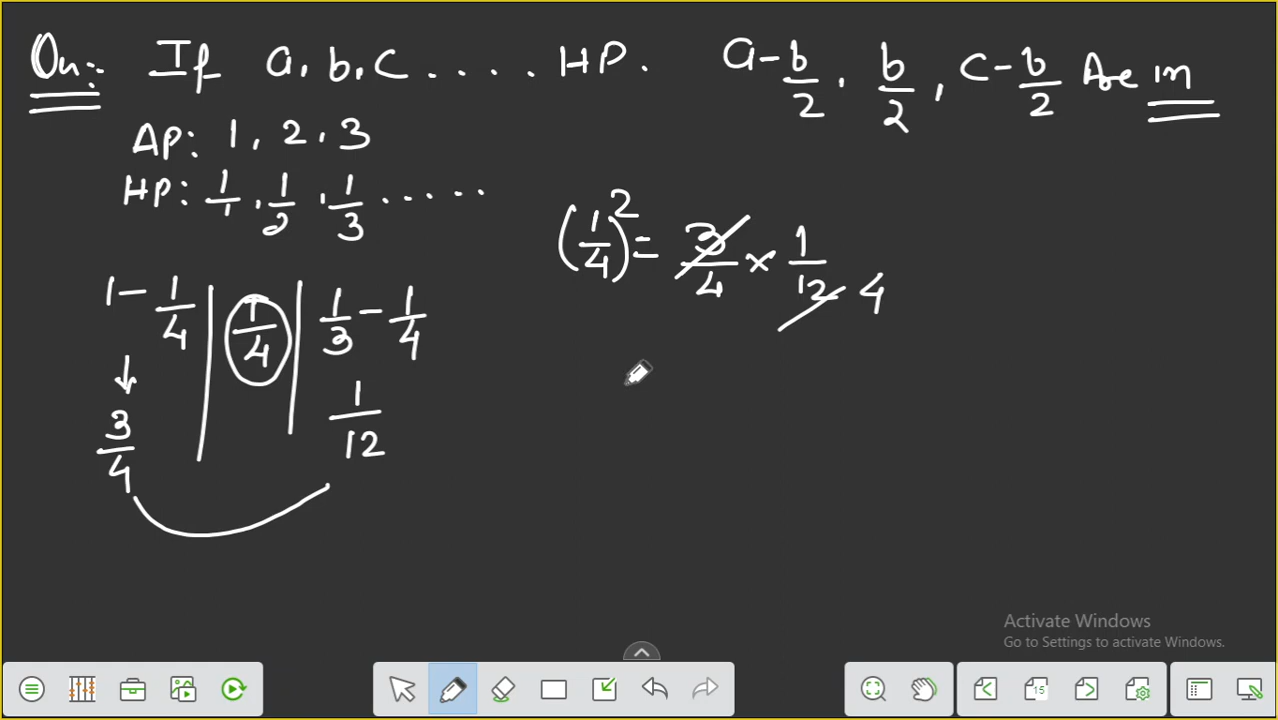 Qn:- If a, b, c ..... HP. a - b/2, b/2, c - b/2 Are in
AP: 1, 2, 3
HP: 1/1, 1/2, 1/3 .....
(1/4)² = 3/4 × 1/12 4
1 - 1/4 | 1/4 | 1/3 - 1/4
↓
3/4 1/12
Activate Windows
Go to Settings to activate Windows.
15